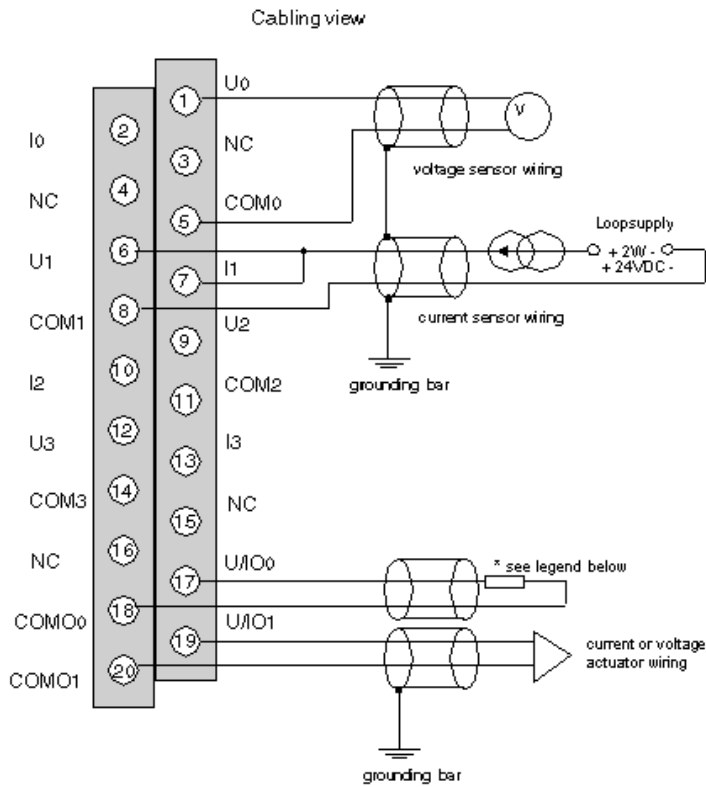 Cabling view
U0
1
2
I0
NC
3
voltage sensor wiring
V
4
NC
COM0
5
6
U1
I1
7
Loopsupply
+ 2W -
+ 24VDC -
8
COM1
U2
9
current sensor wiring
grounding bar
10
I2
COM2
11
12
U3
I3
13
14
COM3
NC
15
16
NC
U/IO0
17
* see legend below
18
COMO0
U/IO1
19
current or voltage
actuator wiring
20
COMO1
grounding bar